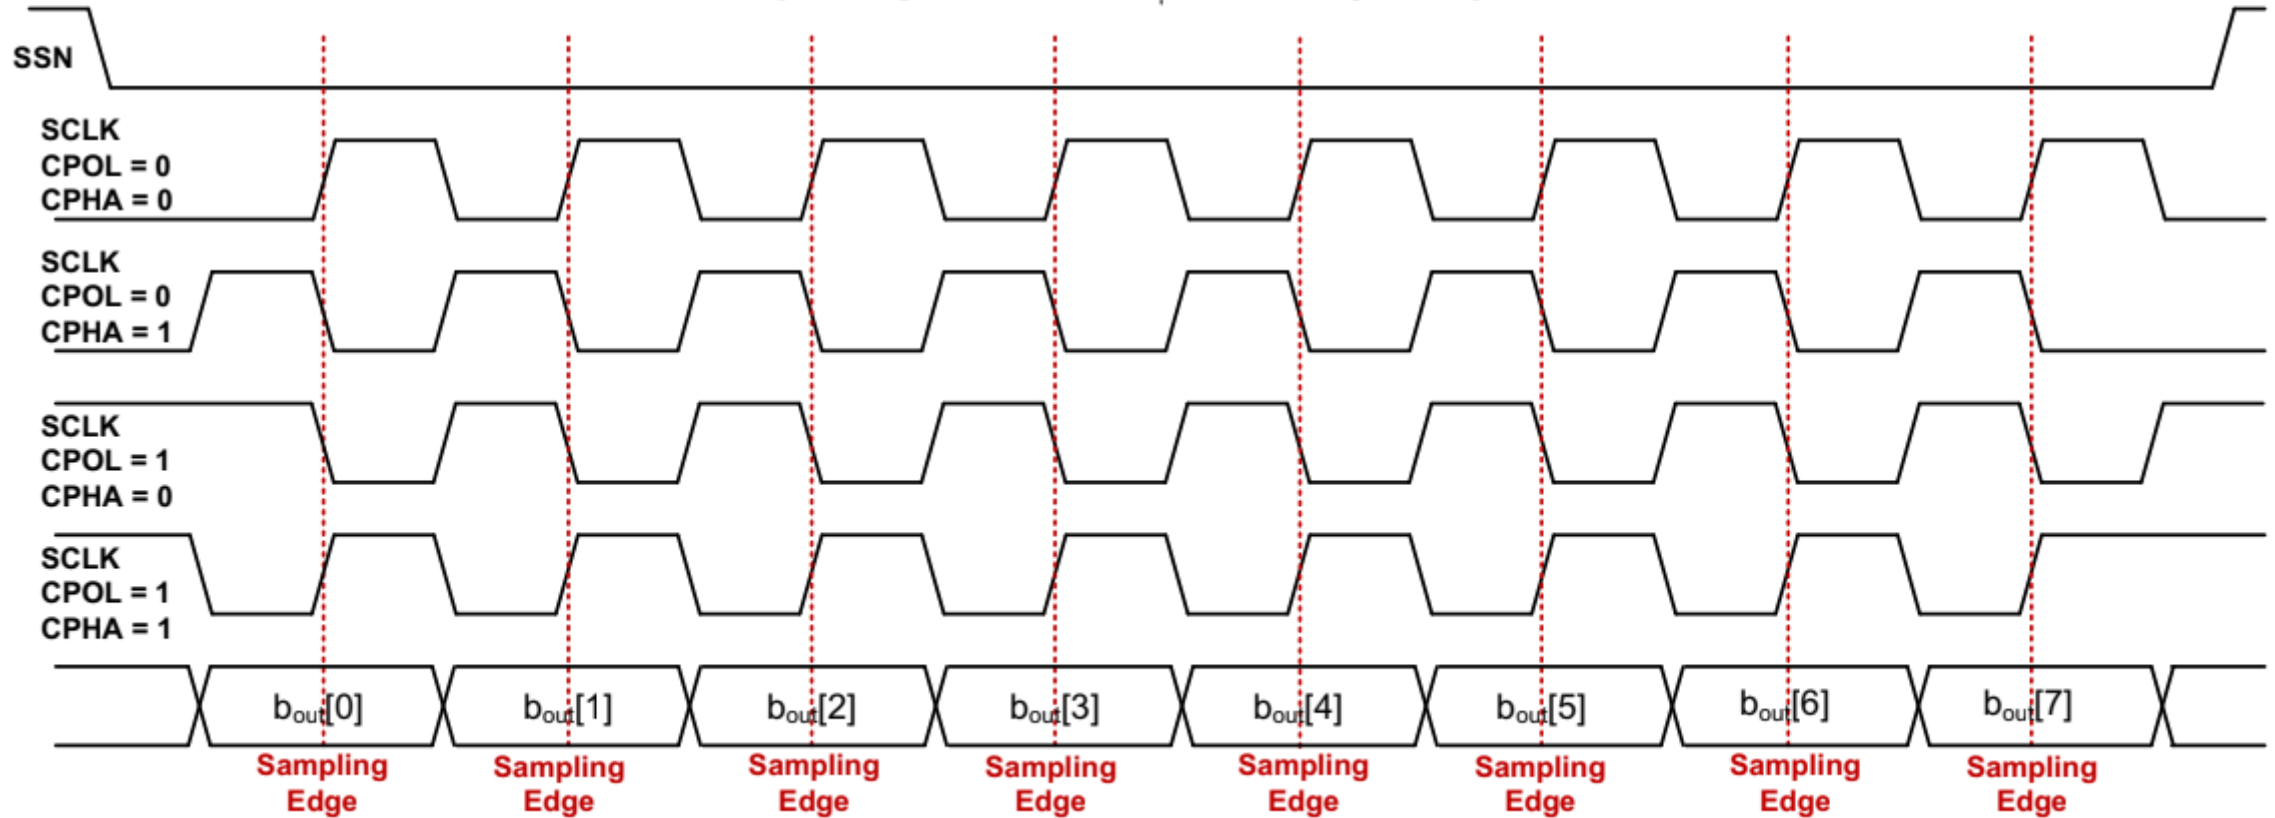 SSN
SCLK
CPOL = 0
CPHA = 0
SCLK
CPOL = 0
CPHA = 1
SCLK
CPOL = 1
CPHA = 0
SCLK
CPOL = 1
CPHA = 1
bout[0] bout[1] bout[2] bout[3] bout[4] bout[5] bout[6] bout[7]
Sampling Sampling Sampling Sampling Sampling Sampling Sampling Sampling
Edge Edge Edge Edge Edge Edge Edge Edge